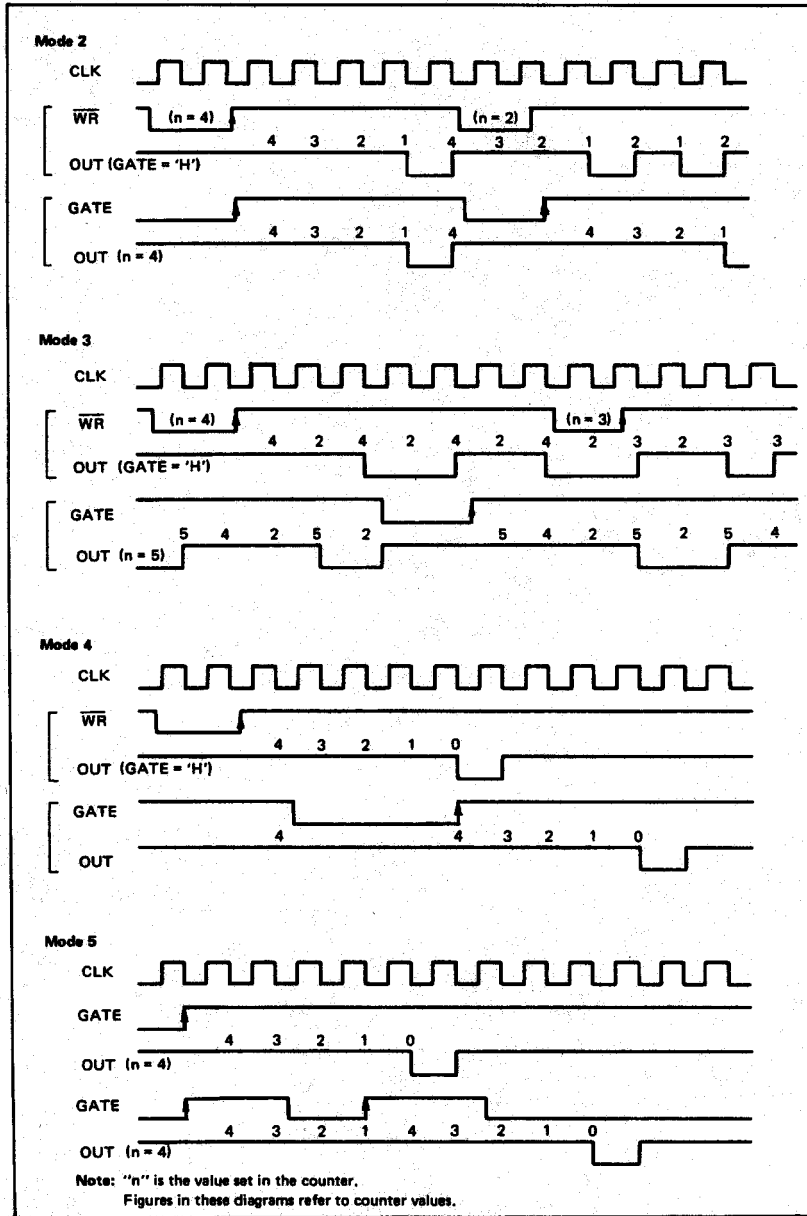 Mode 2
CLK
WR (n = 4) (n = 2)
4 3 2 1 4 3 2 1 2 1 2
OUT (GATE = 'H')
GATE
4 3 2 1 4 4 3 2 1
OUT (n = 4)
Mode 3
CLK
WR (n = 4) (n = 3)
4 2 4 2 4 2 4 2 3 2 3 3
OUT (GATE = 'H')
GATE
5 4 2 5 2 5 4 2 5 2 5 4
OUT (n = 5)
Mode 4
CLK
WR
4 3 2 1 0
OUT (GATE = 'H')
GATE
4 4 3 2 1 0
OUT
Mode 5
CLK
GATE
4 3 2 1 0
OUT (n = 4)
GATE
4 3 2 1 4 3 2 1 0
OUT (n = 4)
Note: "n" is the value set in the counter.
Figures in these diagrams refer to counter values.